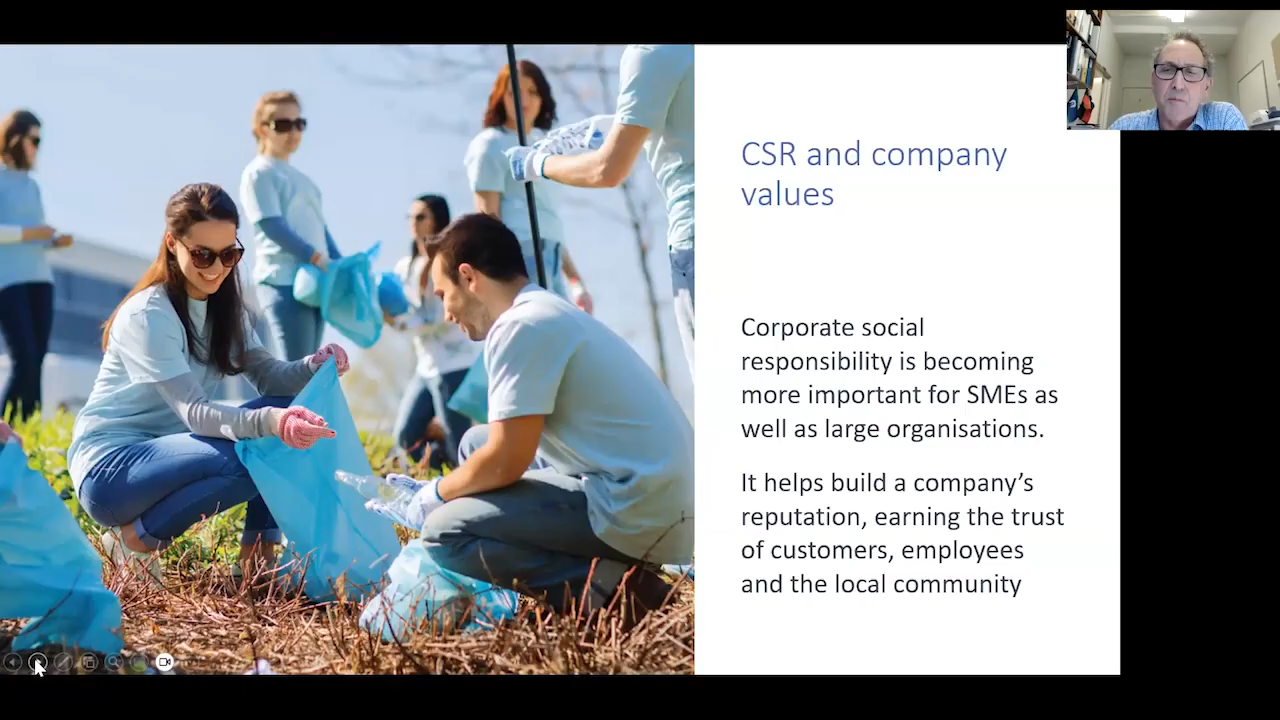 CSR and company
values
Corporate social
responsibility is becoming
more important for SMEs as
well as large organisations.
It helps build a company’s
reputation, earning the trust
of customers, employees
and the local community